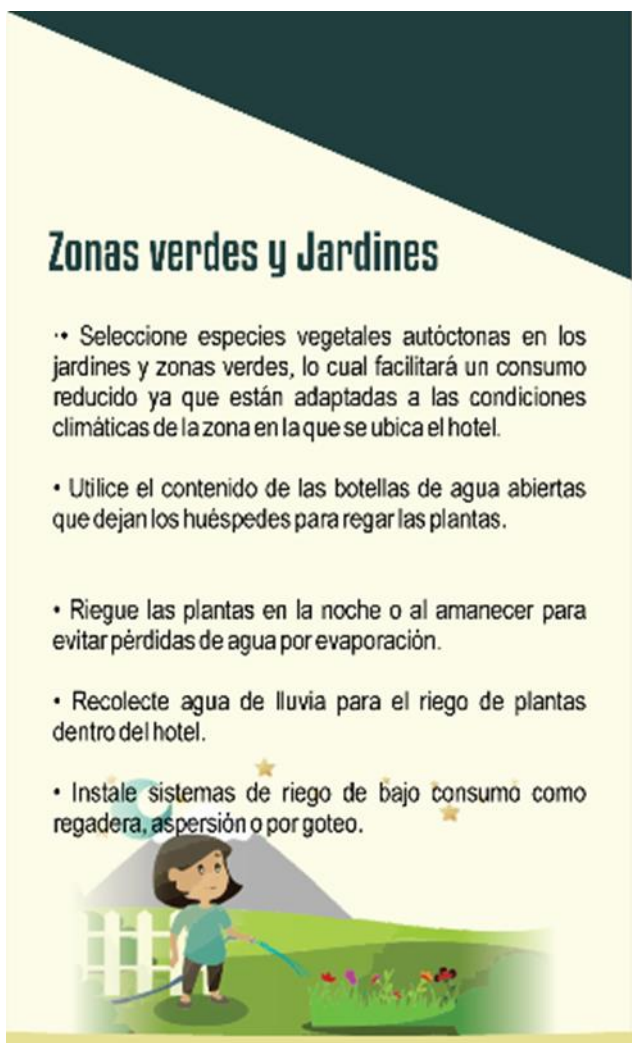 Zonas verdes y Jardines
·• Seleccione especies vegetales autóctonas en los
jardines y zonas verdes, lo cual facilitará un consumo
reducido ya que están adaptadas a las condiciones
climáticas de la zona en la que se ubica el hotel.
• Utilice el contenido de las botellas de agua abiertas
que dejan los huéspedes para regar las plantas.
• Riegue las plantas en la noche o al amanecer para
evitar pérdidas de agua por evaporación.
• Recolecte agua de lluvia para el riego de plantas
dentro del hotel.
• Instale sistemas de riego de bajo consumo como
regadera, aspersión o por goteo.